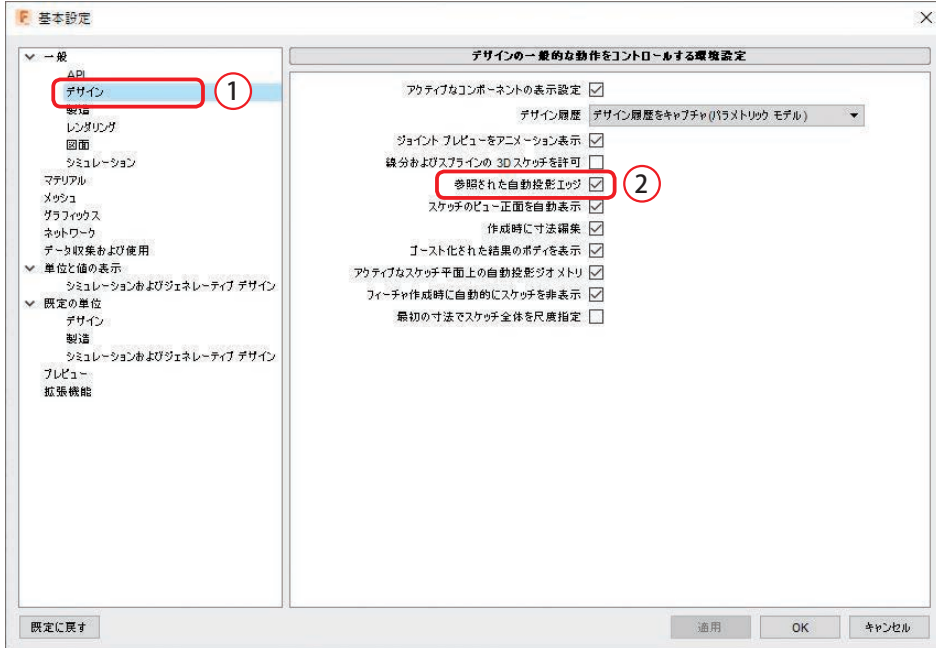 F 基本設定
一般
API
デザイン
①
製造
レンダリング
図面
シミュレーション
マテリアル
メッシュ
グラフィックス
ネットワーク
データ収集および使用
単位と値の表示
シミュレーションおよびジェネレーティブ デザイン
既定の単位
デザイン
製造
シミュレーションおよびジェネレーティブ デザイン
プレビュー
拡張機能
デザインの一般的な動作をコントロールする環境設定
アクティブなコンポーネントの表示設定
デザイン履歴 デザイン履歴をキャプチャ(パラメトリック モデル)
ジョイント プレビューをアニメーション表示
線分およびスプラインの 3D スケッチを許可
参照された自動投影エッジ
②
スケッチのビュー正面を自動表示
作成時に寸法編集
ゴースト化された結果のボディを表示
アクティブなスケッチ平面上の自動投影ジオメトリ
フィーチャ作成時に自動的にスケッチを非表示
最初の寸法でスケッチ全体を尺度指定
既定に戻す
適用
OK
キャンセル